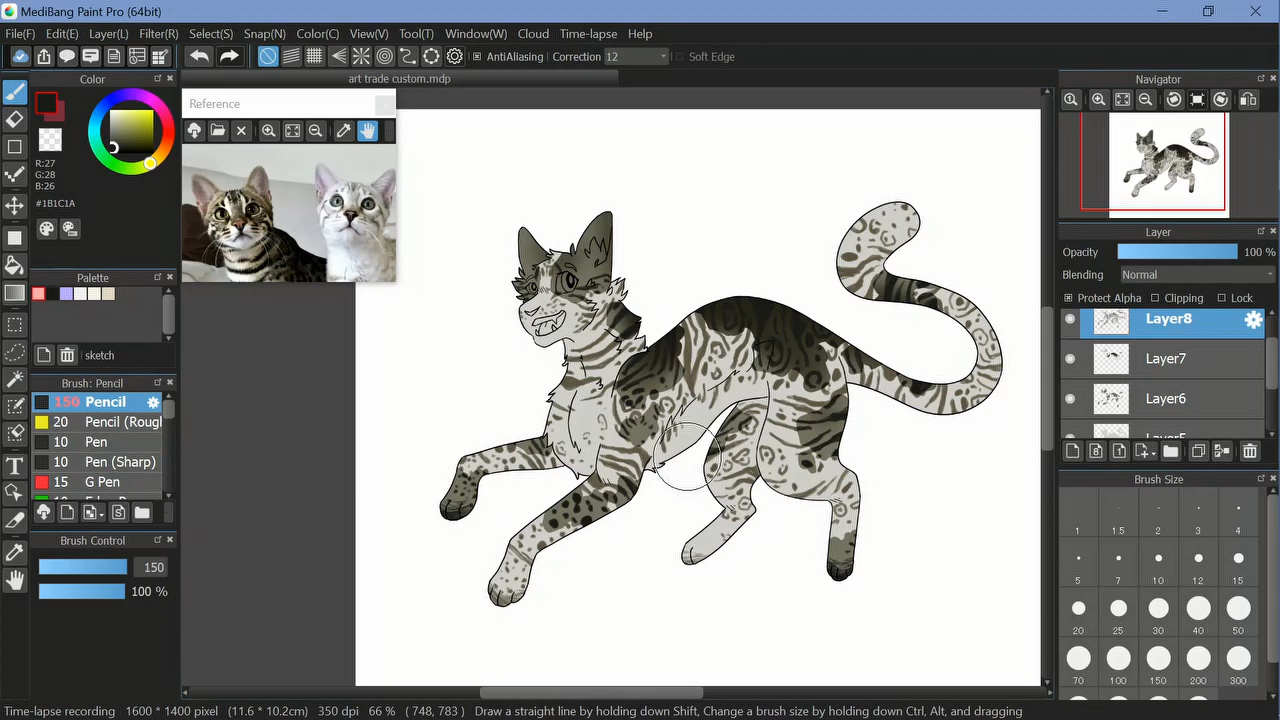 MediBang Paint Pro (64bit)
File(F) Edit(E) Layer(L) Filter(R) Select(S) Snap(N) Color(C) View(V) Tool(T) Window(W) Cloud Time-lapse Help
AntiAliasing Correction 12 Soft Edge
Color
art trade custom.mdp
Navigator
Reference
R:27
G:28
B:26
#1B1C1A
Layer
Opacity 100 %
Blending Normal
Protect Alpha Clipping Lock
Layer8
Layer7
Layer6
Layer5
Palette
sketch
Brush: Pencil
150 Pencil
20 Pencil (Rough
10 Pen
10 Pen (Sharp)
15 G Pen
Brush Control
150
100 %
Brush Size
1 1.5 2 3 4
5 7 10 12 15
20 25 30 40 50
70 100 150 200 300
Time-lapse recording 1600 * 1400 pixel (11.6 * 10.2cm) 350 dpi 66 % ( 748, 783 ) Draw a straight line by holding down Shift, Change a brush size by holding down Ctrl, Alt, and dragging